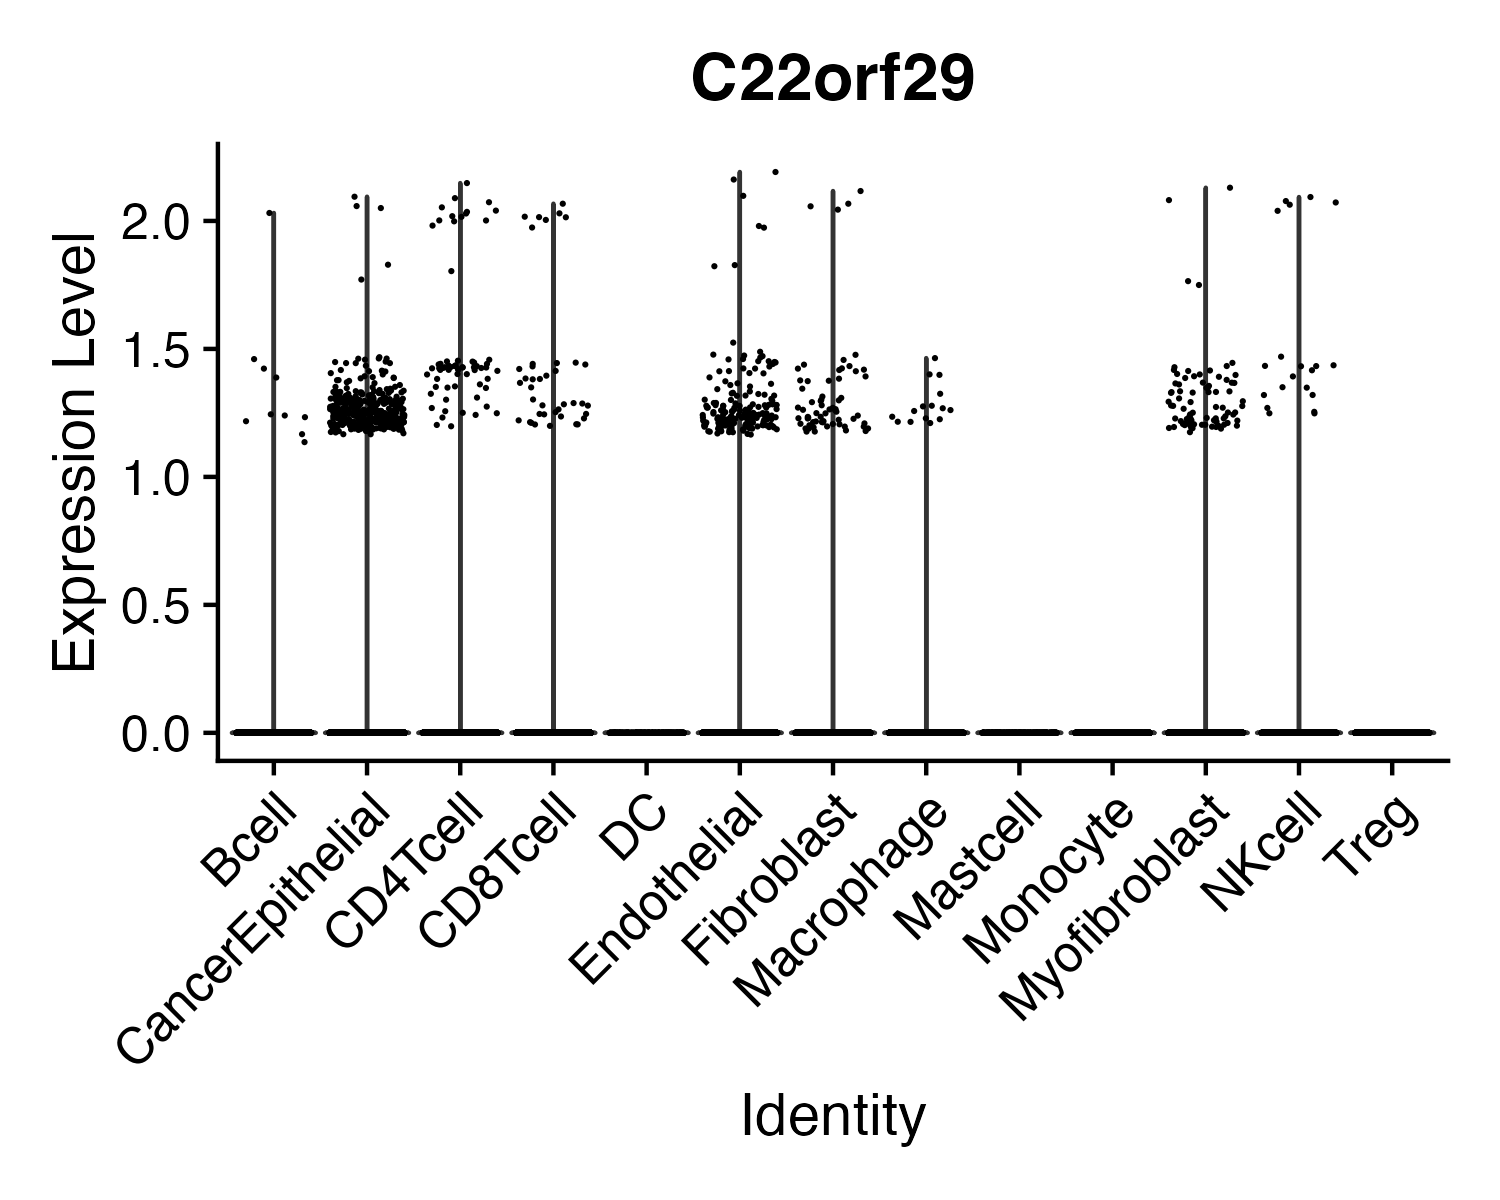 C22orf29
Expression Level
2.0
1.5
1.0
0.5
0.0
Bcell
CancerEpithelial
CD4Tcell
CD8Tcell
DC
Endothelial
Fibroblast
Macrophage
Mastcell
Monocyte
Myofibroblast
NKcell
Treg
Identity